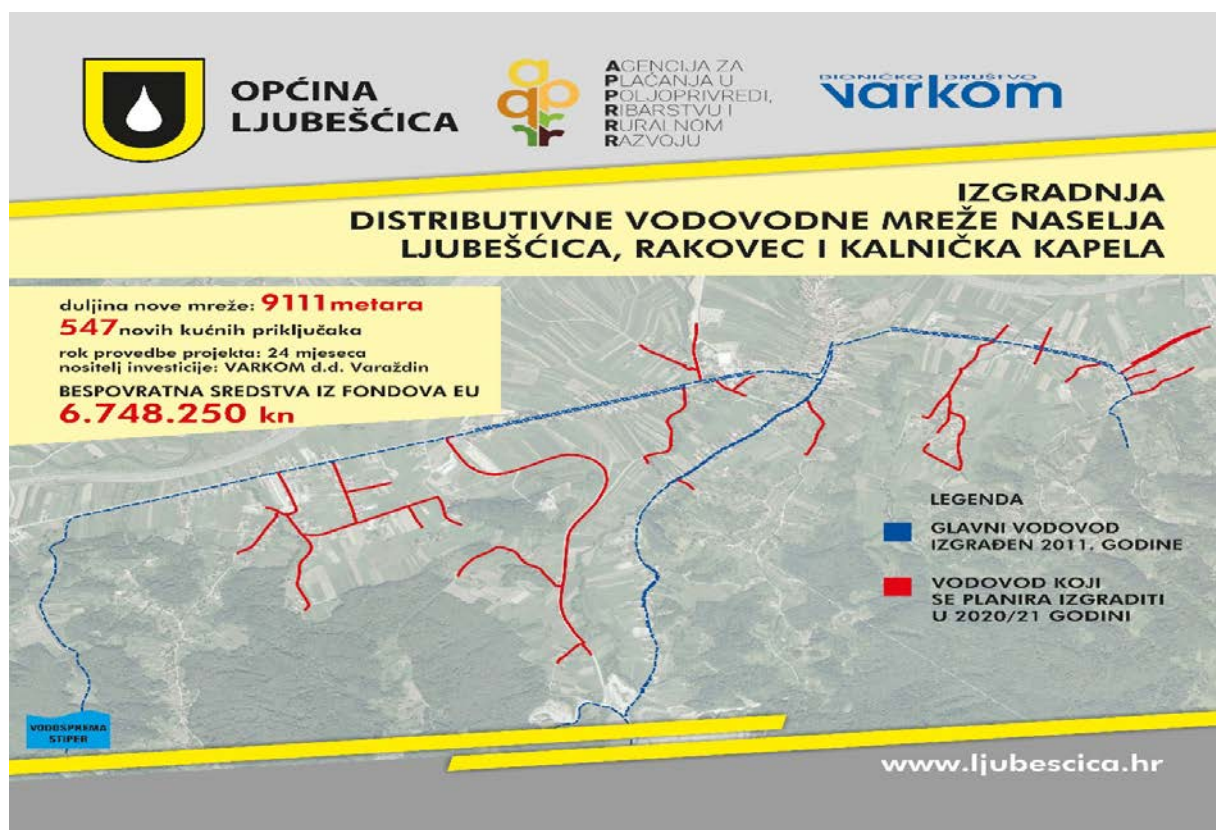 OPĆINA
LJUBEŠĆICA
AGENCIJA ZA
PLAĆANJA U
POLJOPRIVREDI,
RIBARSTVU I
RURALNOM
RAZVOJU
DIONIČKO DRUŠTVO
varkom
IZGRADNJA
DISTRIBUTIVNE VODOVODNE MREŽE NASELJA
LJUBEŠĆICA, RAKOVEC I KALNIČKA KAPELA
duljina nove mreže: 9111 metara
547 novih kućnih priključaka
rok provedbe projekta: 24 mjeseca
nositelj investicije: VARKOM d.d. Varaždin
BESPOVRATNA SREDSTVA IZ FONDOVA EU
6.748.250 kn
LEGENDA
GLAVNI VODOVOD
IZGRAĐEN 2011. GODINE
VODOVOD KOJI
SE PLANIRA IZGRADITI
U 2020/21 GODINI
VODOSPREMA
STIPER
www.ljubescica.hr